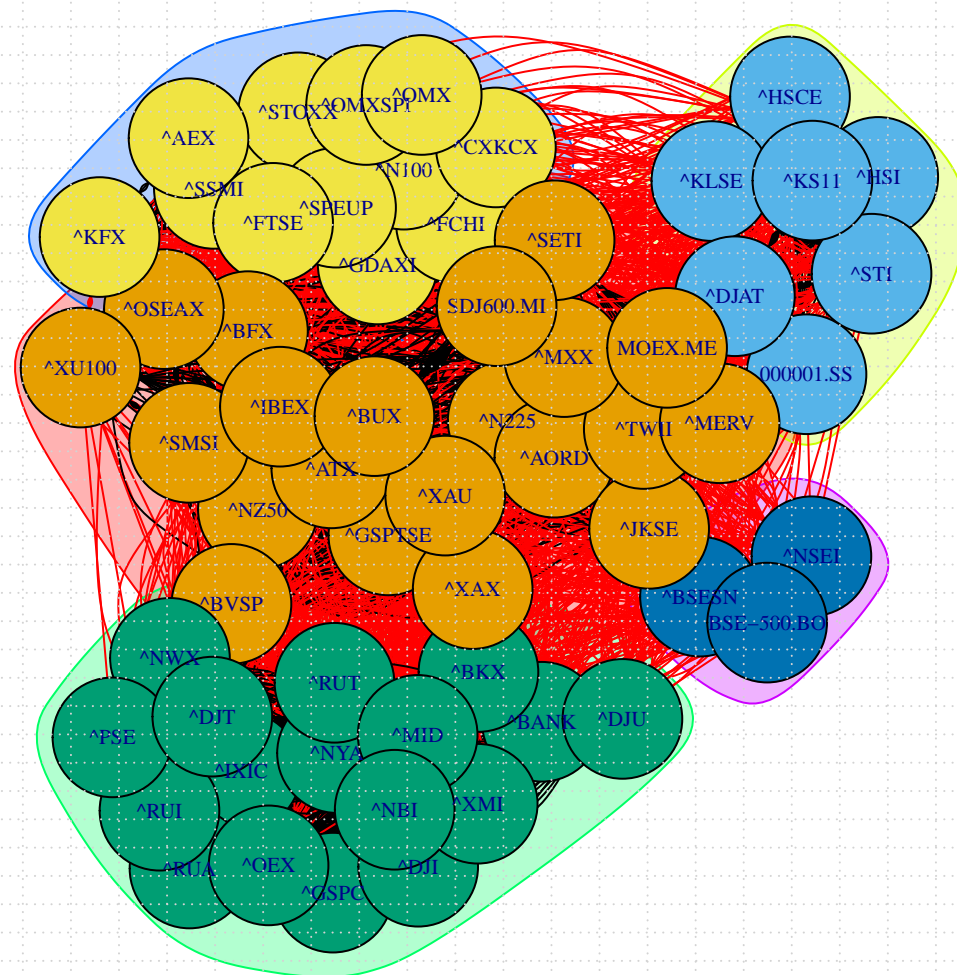 ^OMX
^HSCE
^OMXSPI
^STOXX
^AEX
^CXKCX
^N100
^KLSE
^KS11
^HSI
^SSMI
^SPEUP
^FTSE
^FCHI
^KFX
^SETI
^GDAXI
^STI
^DJAT
SDJ600.MI
^OSEAX
^BFX
MOEX.ME
^MXX
^XU100
000001.SS
^IBEX
^BUX
^N225
^MERV
^TWII
^SMSI
^AORD
^ATX
^XAU
^NZ50
^GSPTSE
^JKSE
^NSEI
^XAX
^BSESN
^BVSP
BSE-500.BO
^NWX
^BKX
^RUT
^DJT
^DJU
^BANK
^PSE
^MID
^NYA
^IXIC
^XMI
^RUI
^NBI
^OEX
^DJI
^RUA
^GSPC